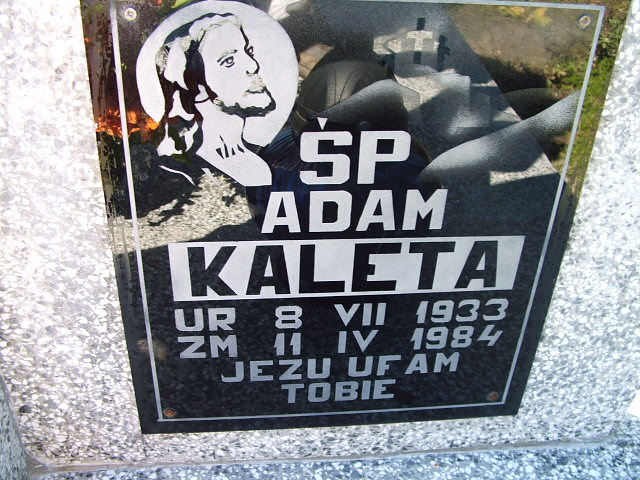 ŚP
ADAM
KALETA
UR 8 VII 1933
ZM 11 IV 1984
JEZU UFAM
TOBIE